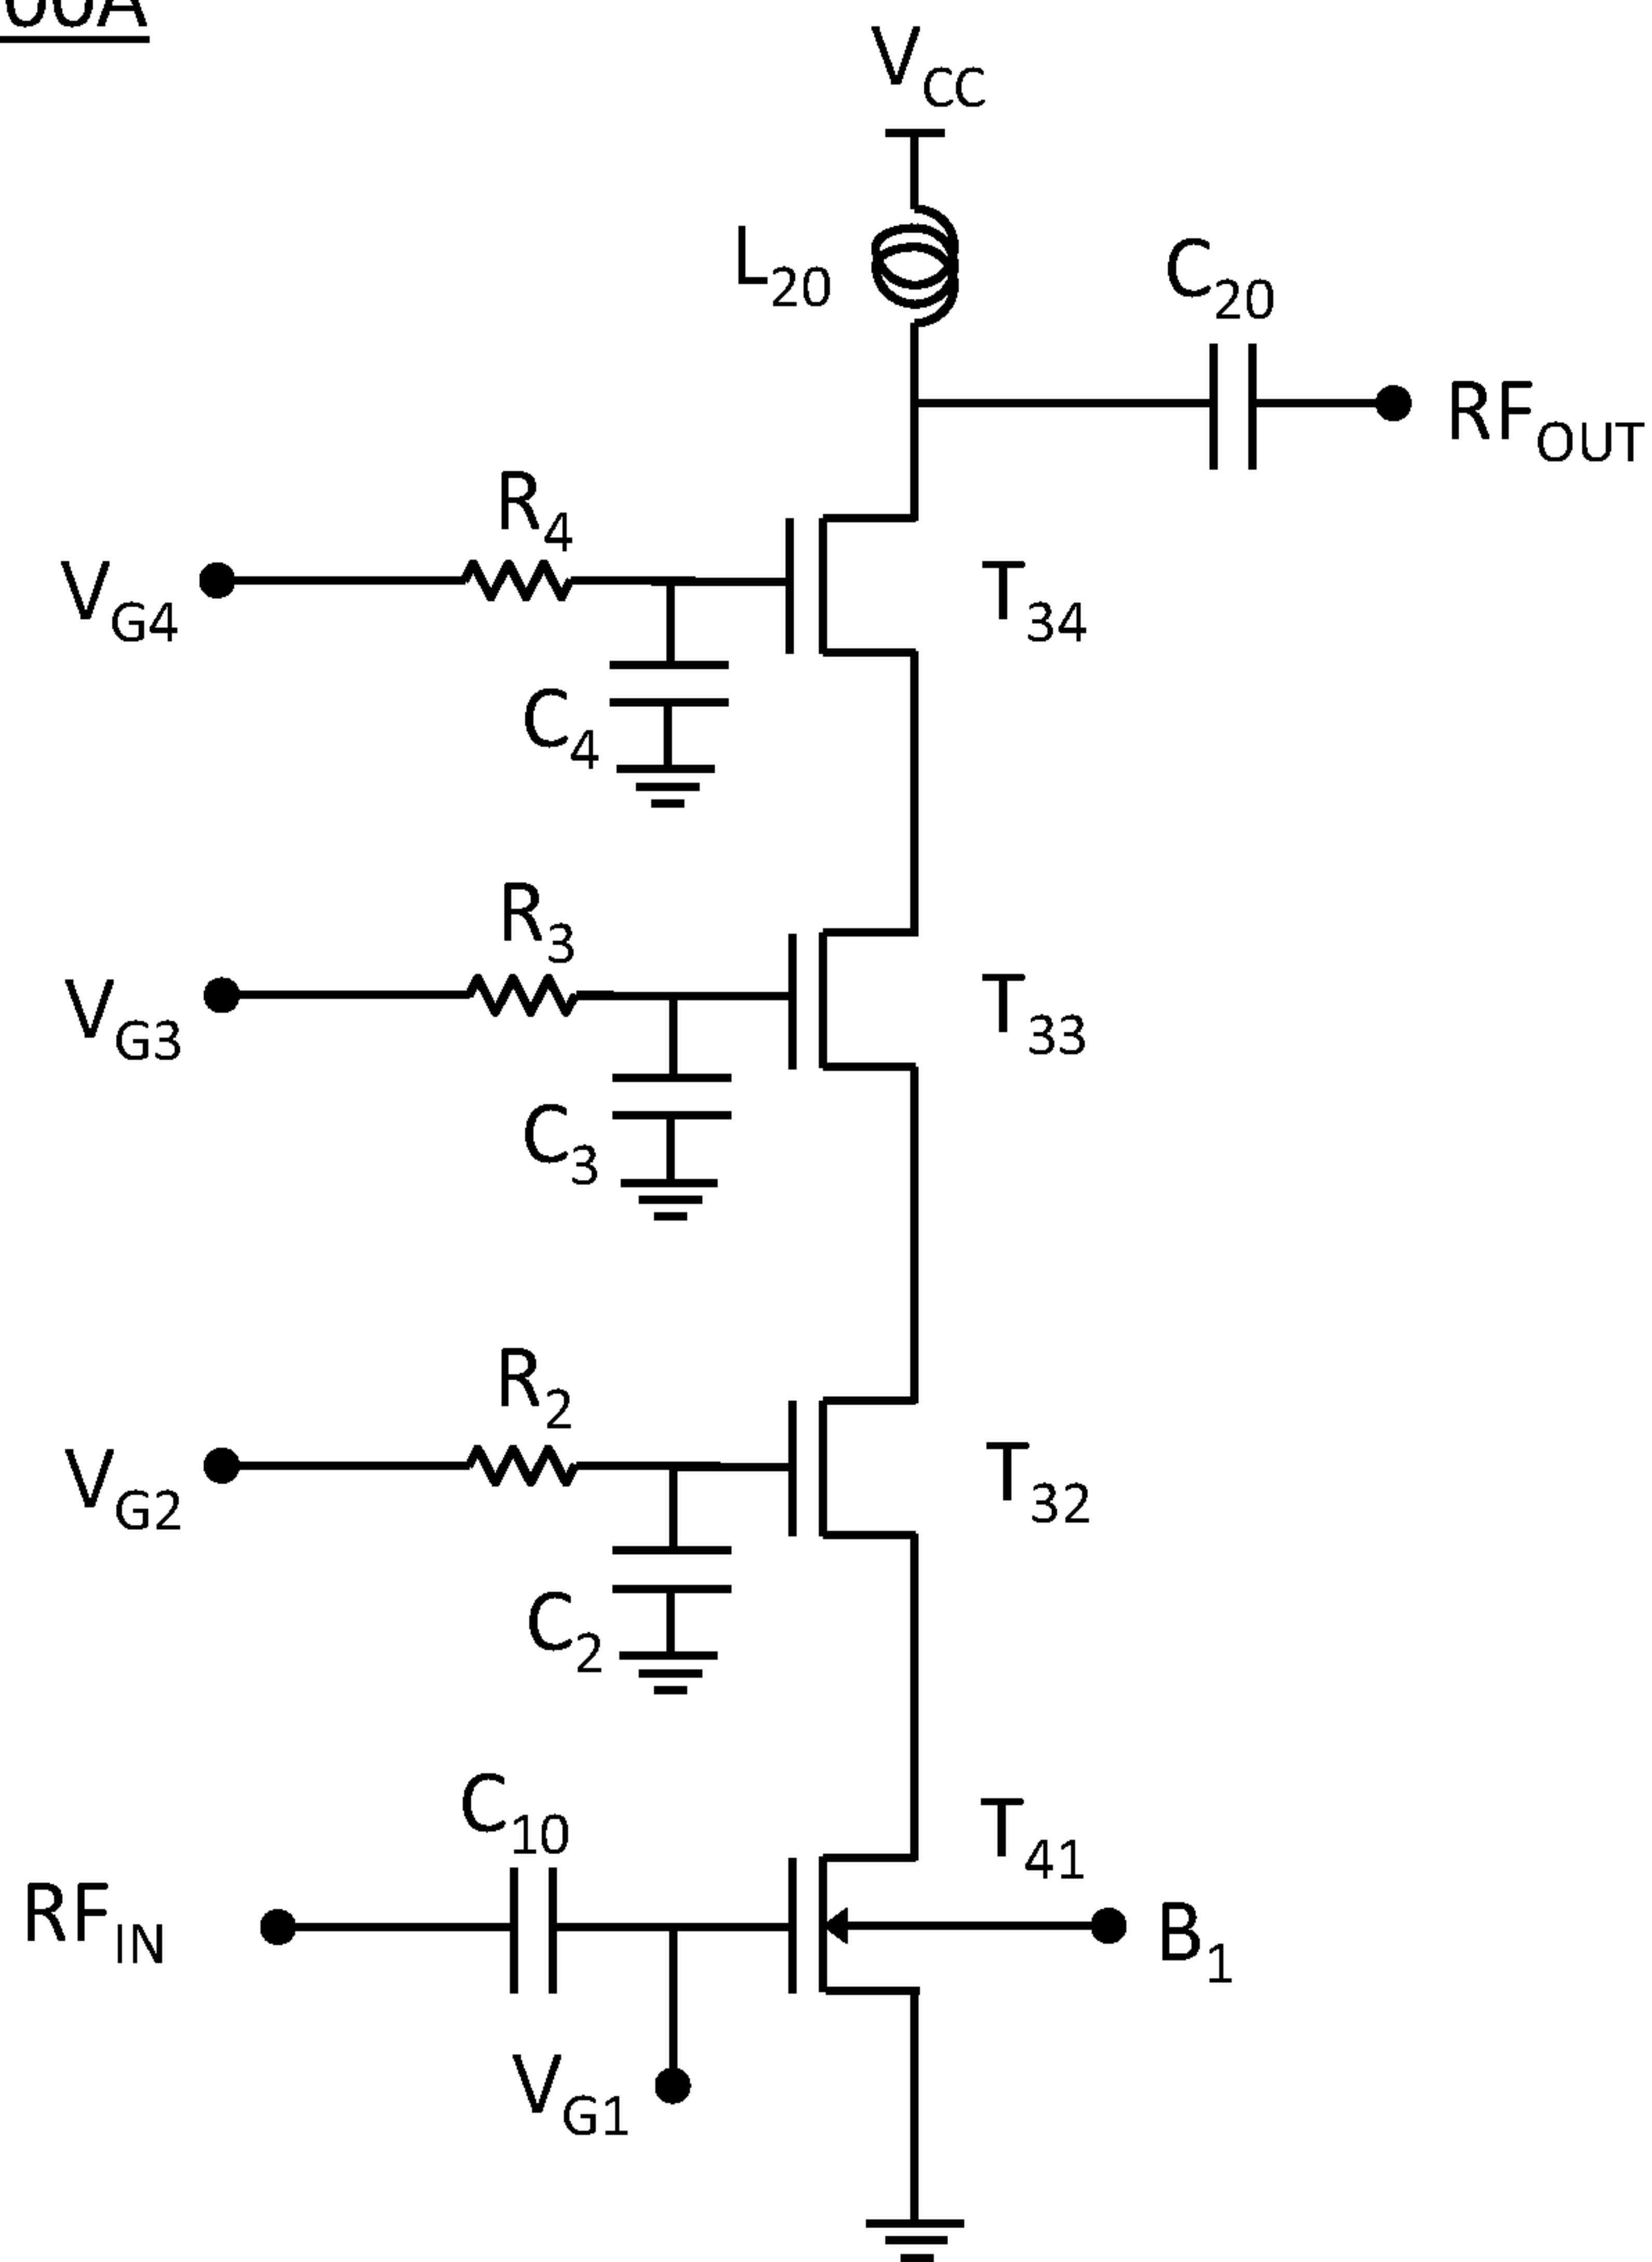 00A
VCC
L20
C20
RFOUT
R4
VG4
T34
C4
R3
VG3
T33
C3
R2
VG2
T32
C2
C10
T41
RFIN
B1
VG1